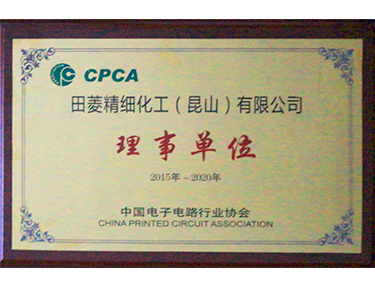 CPCA
田菱精细化工（昆山）有限公司
理事单位
2015年－2020年
中国电子电路行业协会
CHINA PRINTED CIRCUIT ASSOCIATION